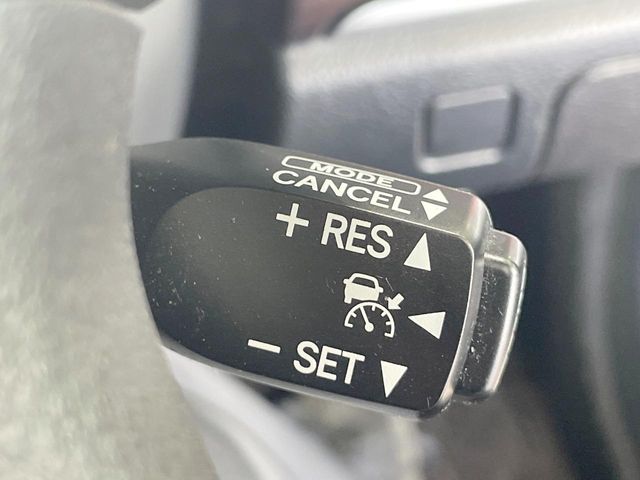 MODE
CANCEL
+ RES
- SET